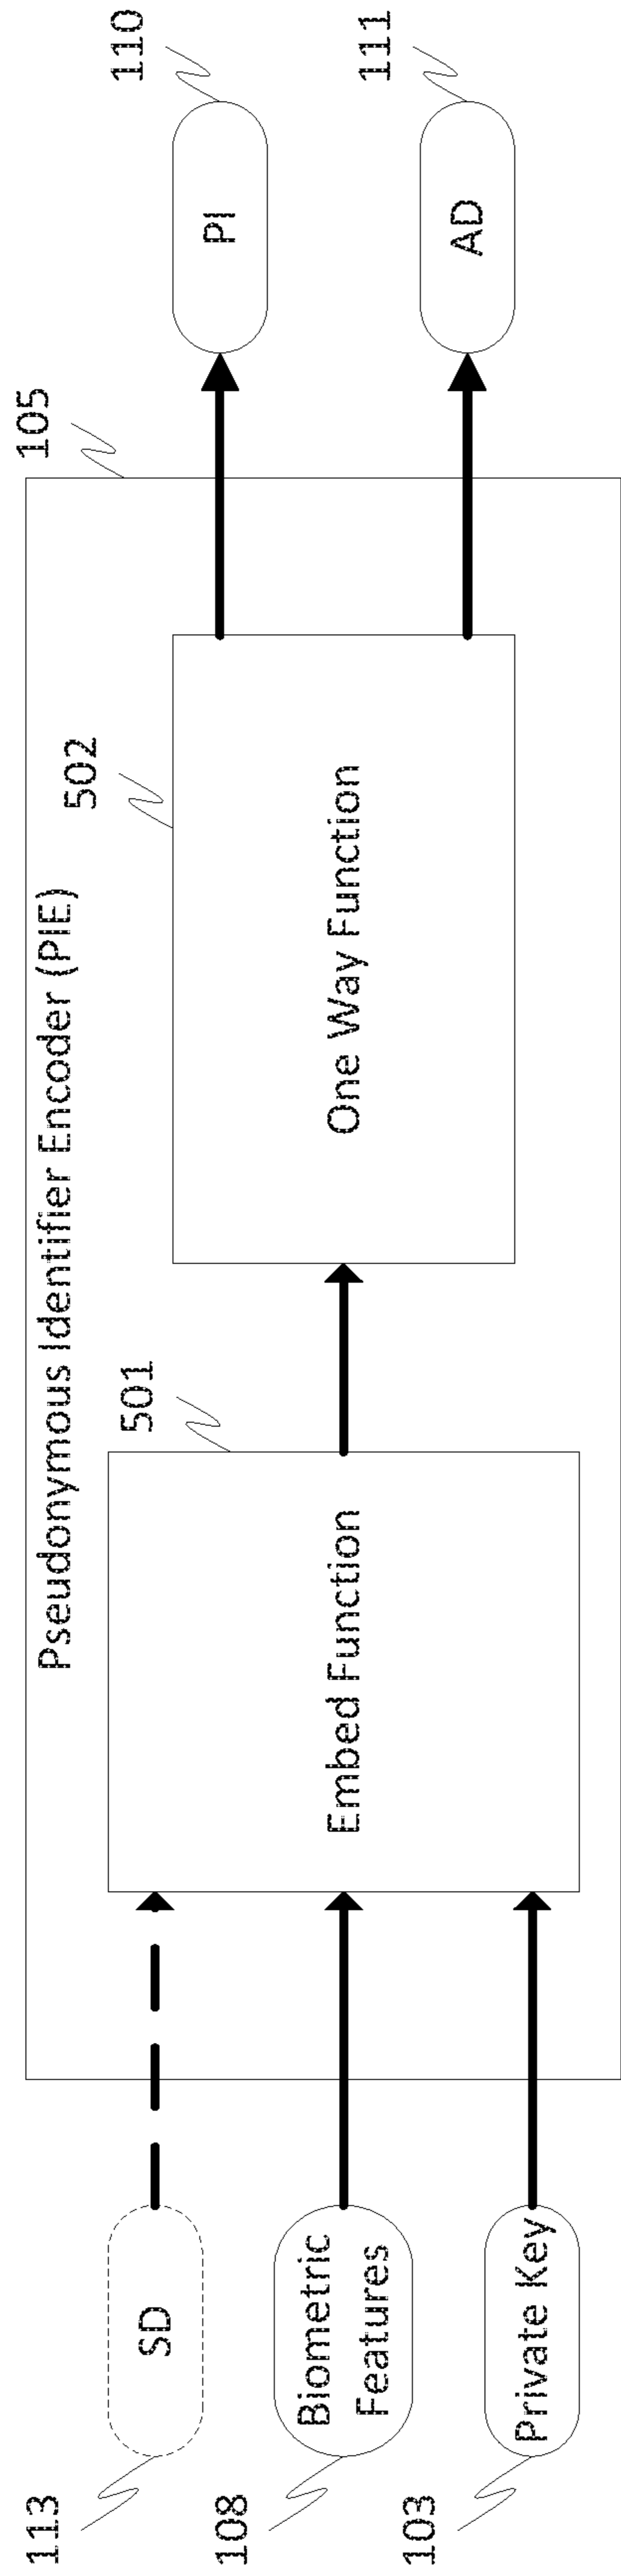 Pseudonymous Identifier Encoder (PIE)
105
113
SD
108
Biometric
Features
103
Private Key
501
Embed Function
502
One Way Function
110
PI
111
AD